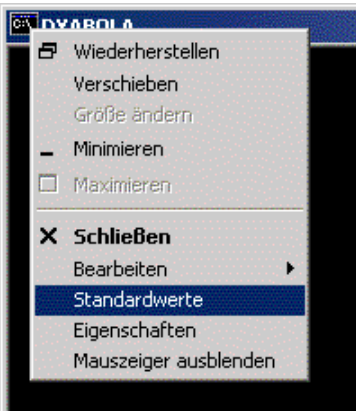 DYABOLA
Wiederherstellen
Verschieben
Größe ändern
Minimieren
Maximieren
Schließen
Bearbeiten
Standardwerte
Eigenschaften
Mauszeiger ausblenden